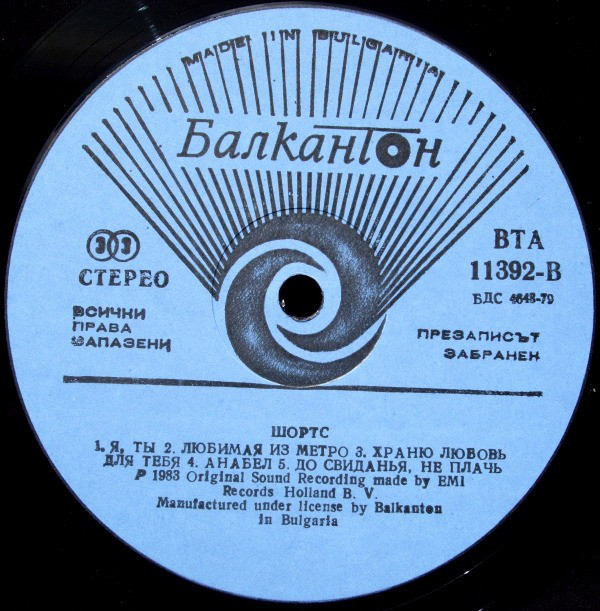 MADE IN BULGARIA
Балкантон
33
СТЕРЕО
ВТА
11392-В
БДС 4648-79
ВСИЧКИ
ПРАВА
ЗАПАЗЕНИ
ПРЕЗАПИСЪТ
ЗАБРАНЕН
ШОРТС
1. Я, ТЫ 2. ЛЮБИМАЯ ИЗ МЕТРО 3. ХРАНЮ ЛЮБОВЬ
ДЛЯ ТЕБЯ 4. АНАБЕЛ 5. ДО СВИДАНЬЯ, НЕ ПЛАЧЬ
P 1983 Original Sound Recording made by EMI
Records Holland B. V.
Manufactured under license by Balkanton
in Bulgaria